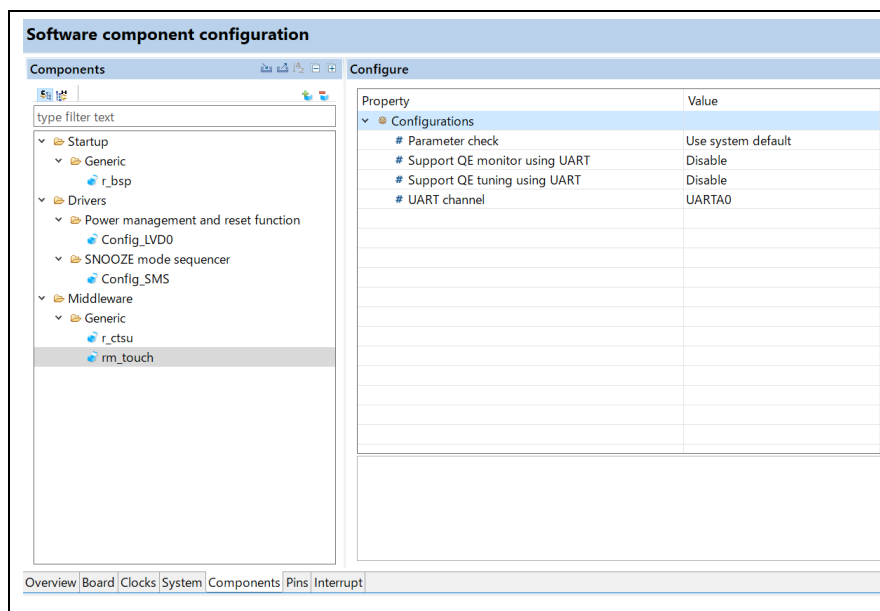 Software component configuration
Components
type filter text
Startup
Generic
r_bsp
Drivers
Power management and reset function
Config_LVD0
SNOOZE mode sequencer
Config_SMS
Middleware
Generic
r_ctsu
rm_touch
Configure
Property Value
Configurations
# Parameter check Use system default
# Support QE monitor using UART Disable
# Support QE tuning using UART Disable
# UART channel UARTA0
Overview Board Clocks System Components Pins Interrupt